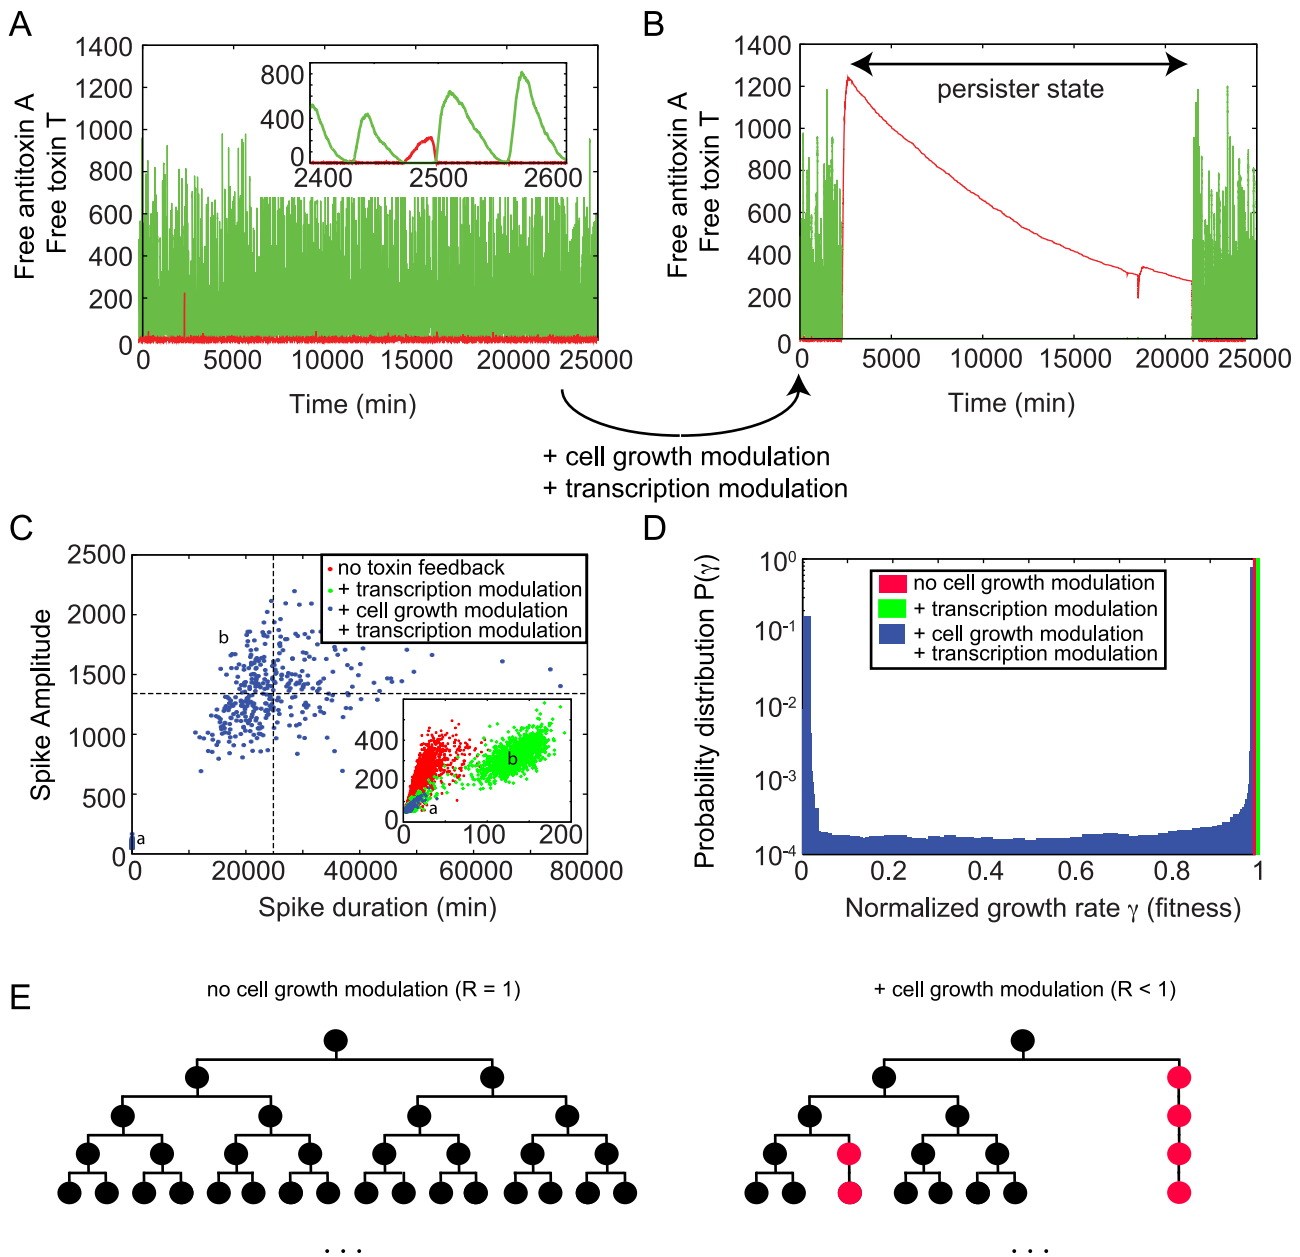 A
1400
1200
1000
800
600
400
200
0
Free antitoxin A
Free toxin T
800
400
0
2400 2500 2600
0 5000 10000 15000 20000 25000
Time (min)
B
1400
1200
1000
800
600
400
200
0
Free antitoxin A
Free toxin T
persister state
0 5000 10000 15000 20000 25000
Time (min)
+ cell growth modulation
+ transcription modulation
C
2500
2000
1500
1000
500
0
Spike Amplitude
no toxin feedback
+ transcription modulation
+ cell growth modulation
+ transcription modulation
b
a
400
200
0
b
a
0 100 200
0 20000 40000 60000 80000
Spike duration (min)
D
10⁰
10⁻¹
10⁻²
10⁻³
10⁻⁴
Probability distribution P(γ)
no cell growth modulation
+ transcription modulation
+ cell growth modulation
+ transcription modulation
0 0.2 0.4 0.6 0.8 1
Normalized growth rate γ (fitness)
E
no cell growth modulation (R = 1)
+ cell growth modulation (R < 1)
. . .
. . .